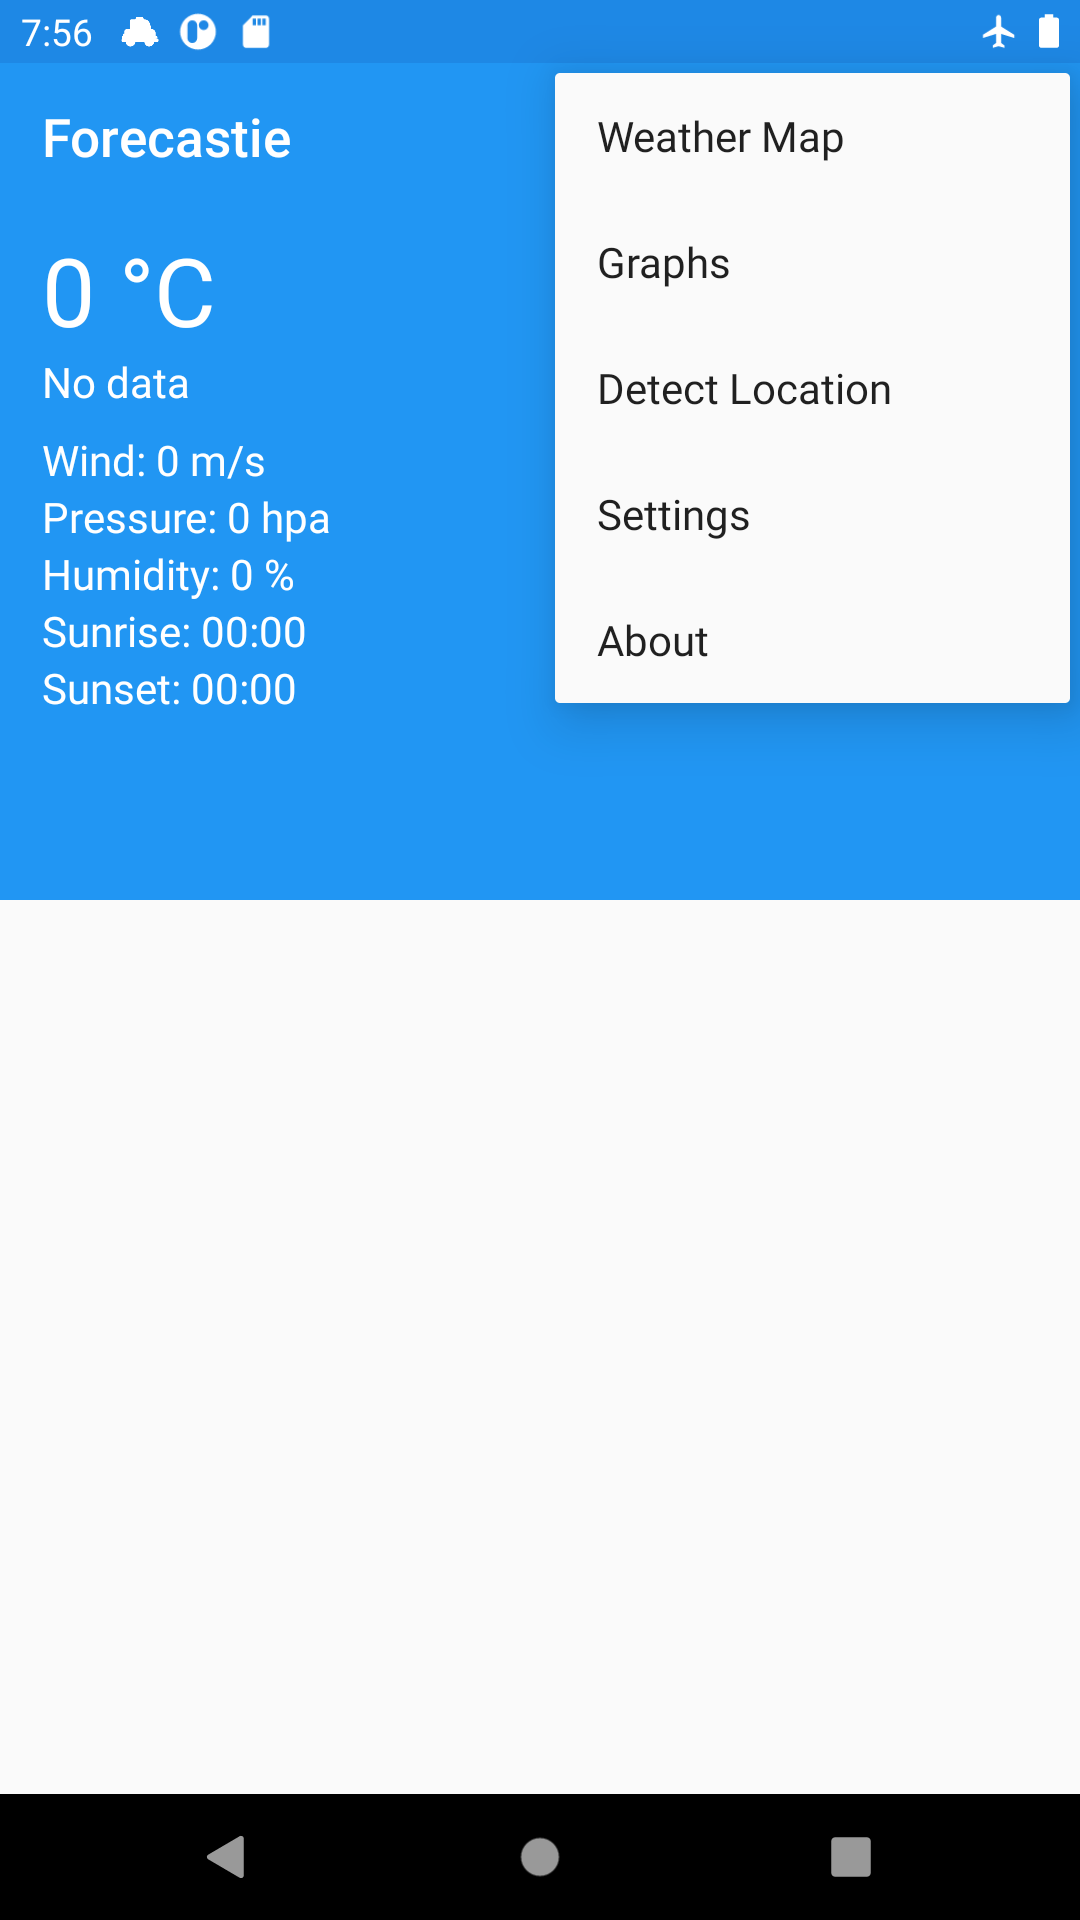 7:56
Forecastie
0 °C
No data
Wind: 0 m/s
Pressure: 0 hpa
Humidity: 0 %
Sunrise: 00:00
Sunset: 00:00
Weather Map
Graphs
Detect Location
Settings
About